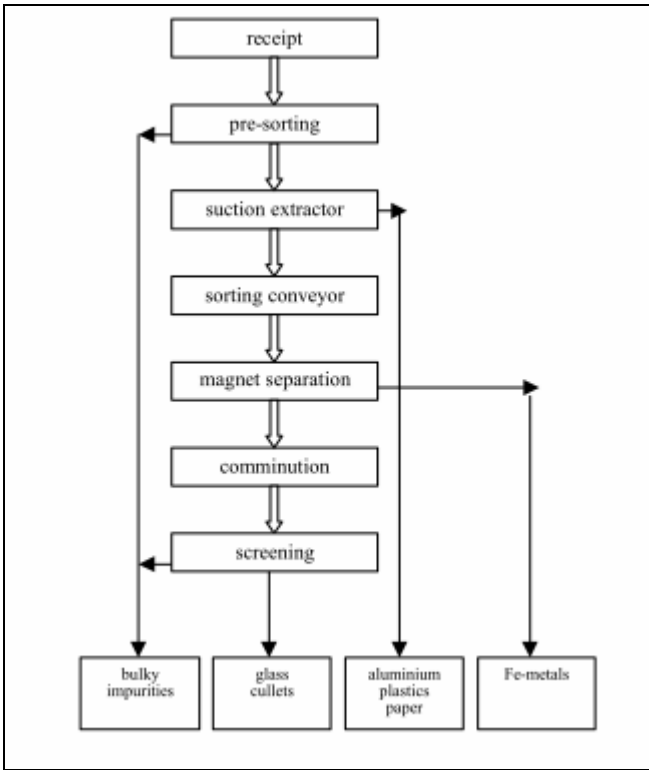 receipt
pre-sorting
suction extractor
sorting conveyor
magnet separation
comminution
screening
bulky
impurities
glass
cullets
aluminium
plastics
paper
Fe-metals